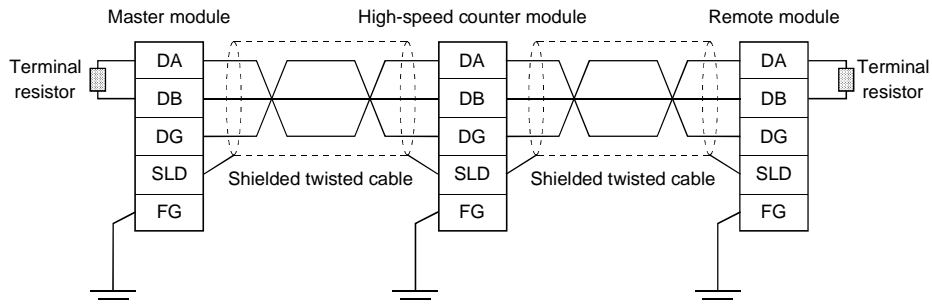 Master module
High-speed counter module
Remote module
Terminal
resistor
DA
DB
DG
SLD
FG
Shielded twisted cable
DA
DB
DG
SLD
FG
Shielded twisted cable
DA
DB
DG
SLD
FG
Terminal
resistor